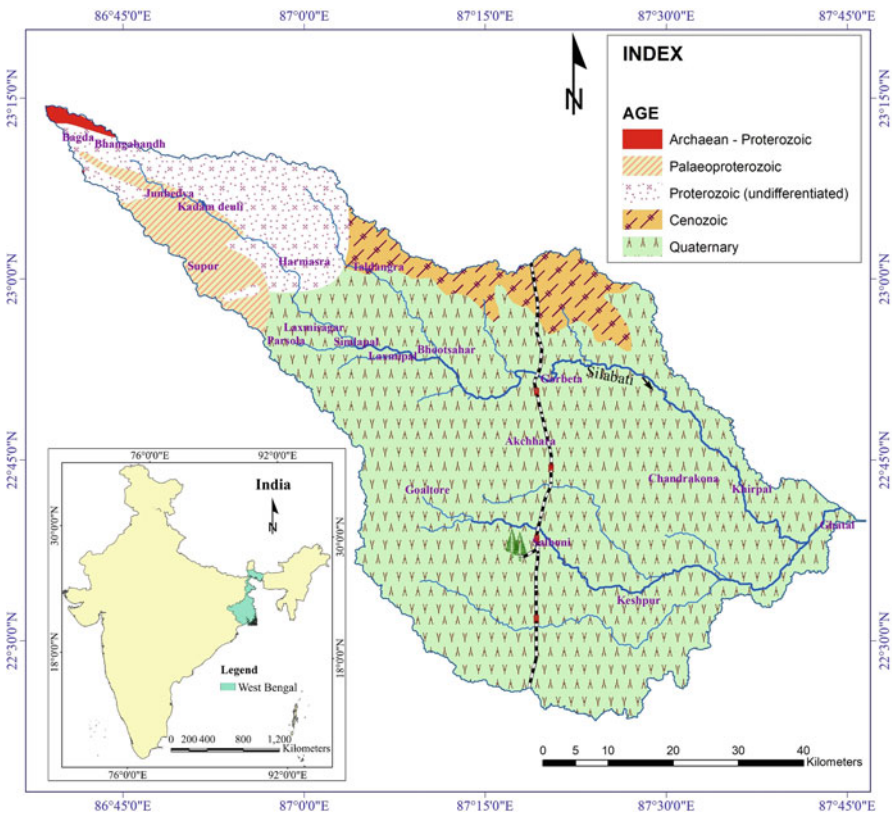 86°45'0"E 87°0'0"E 87°15'0"E 87°30'0"E 87°45'0"E
INDEX
N
23°15'0"N 23°15'0"N
AGE
Archaean - Proterozoic
Palaeoproterozoic
Proterozoic (undifferentiated)
Cenozoic
Quaternary
Bagda
Bhangabandh
Junbedya
Kadam deuli
Supur
Harmasra
Taldangra
23°0'0"N 23°0'0"N
Laxmisagar
Parsola
Simlapal
Laxmipal
Bhootsahar
Garbeta
Silabati
Akchhara
22°45'0"N 22°45'0"N
Chandrakona
Khirpai
Goaltore
Ghatal
Salboni
Keshpur
22°30'0"N 22°30'0"N
76°0'0"E 92°0'0"E
India
N
30°0'0"N 30°0'0"N
18°0'0"N 18°0'0"N
Legend
West Bengal
0 200 400 800 1,200
Kilometers
76°0'0"E 92°0'0"E
0 5 10 20 30 40
Kilometers
86°45'0"E 87°0'0"E 87°15'0"E 87°30'0"E 87°45'0"E